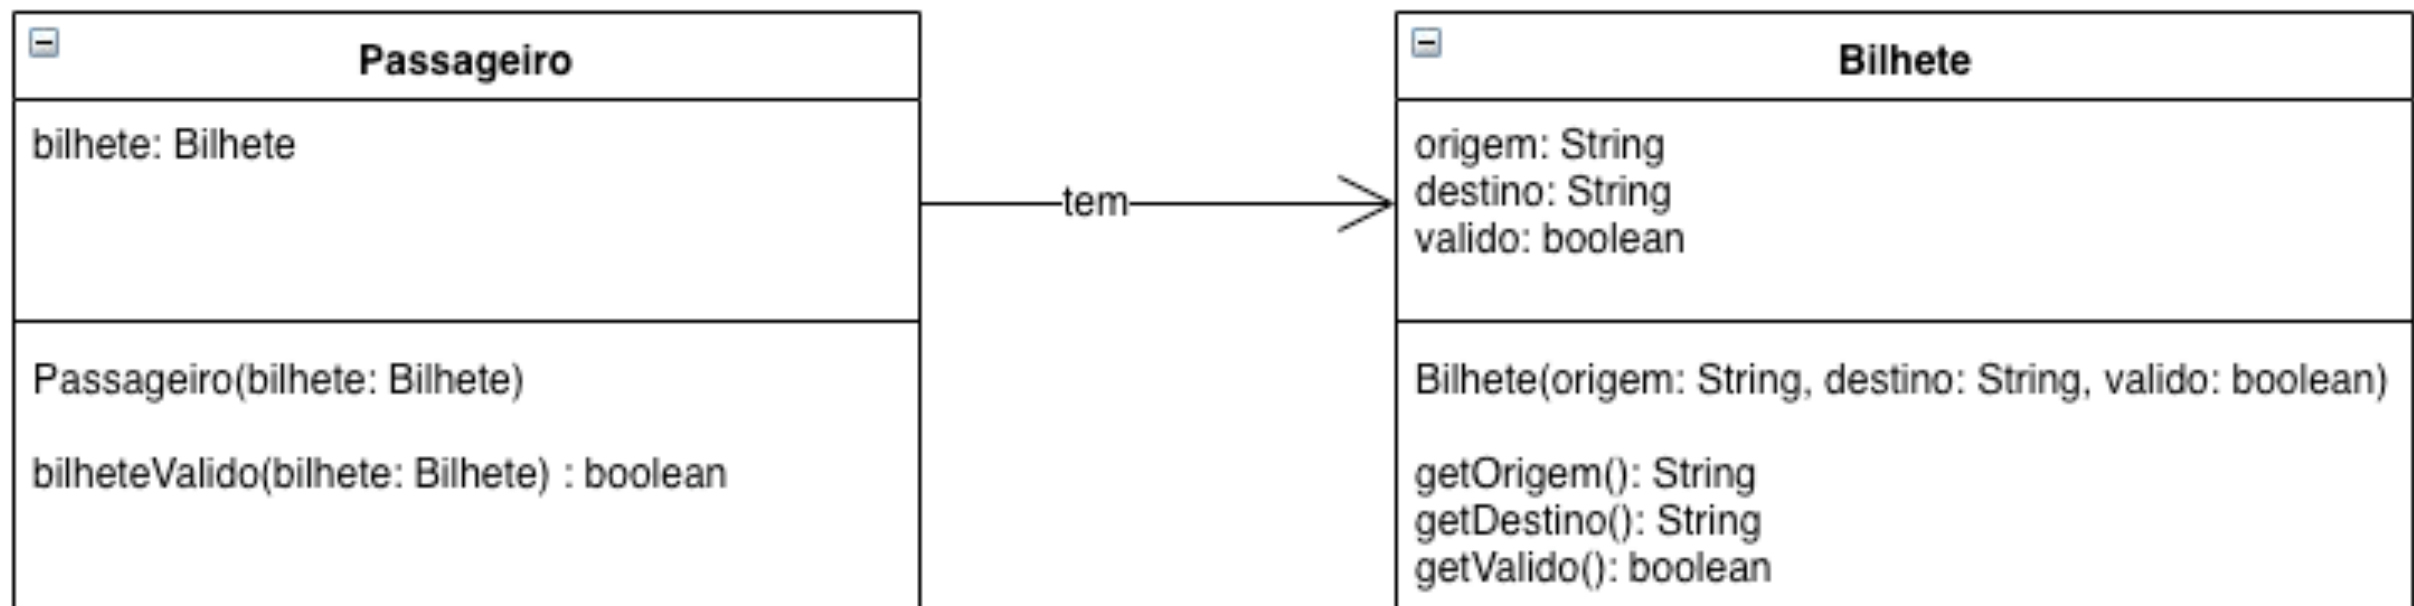 Passageiro
bilhete: Bilhete
Passageiro(bilhete: Bilhete)
bilheteValido(bilhete: Bilhete) : boolean
tem
Bilhete
origem: String
destino: String
valido: boolean
Bilhete(origem: String, destino: String, valido: boolean)
getOrigem(): String
getDestino(): String
getValido(): boolean